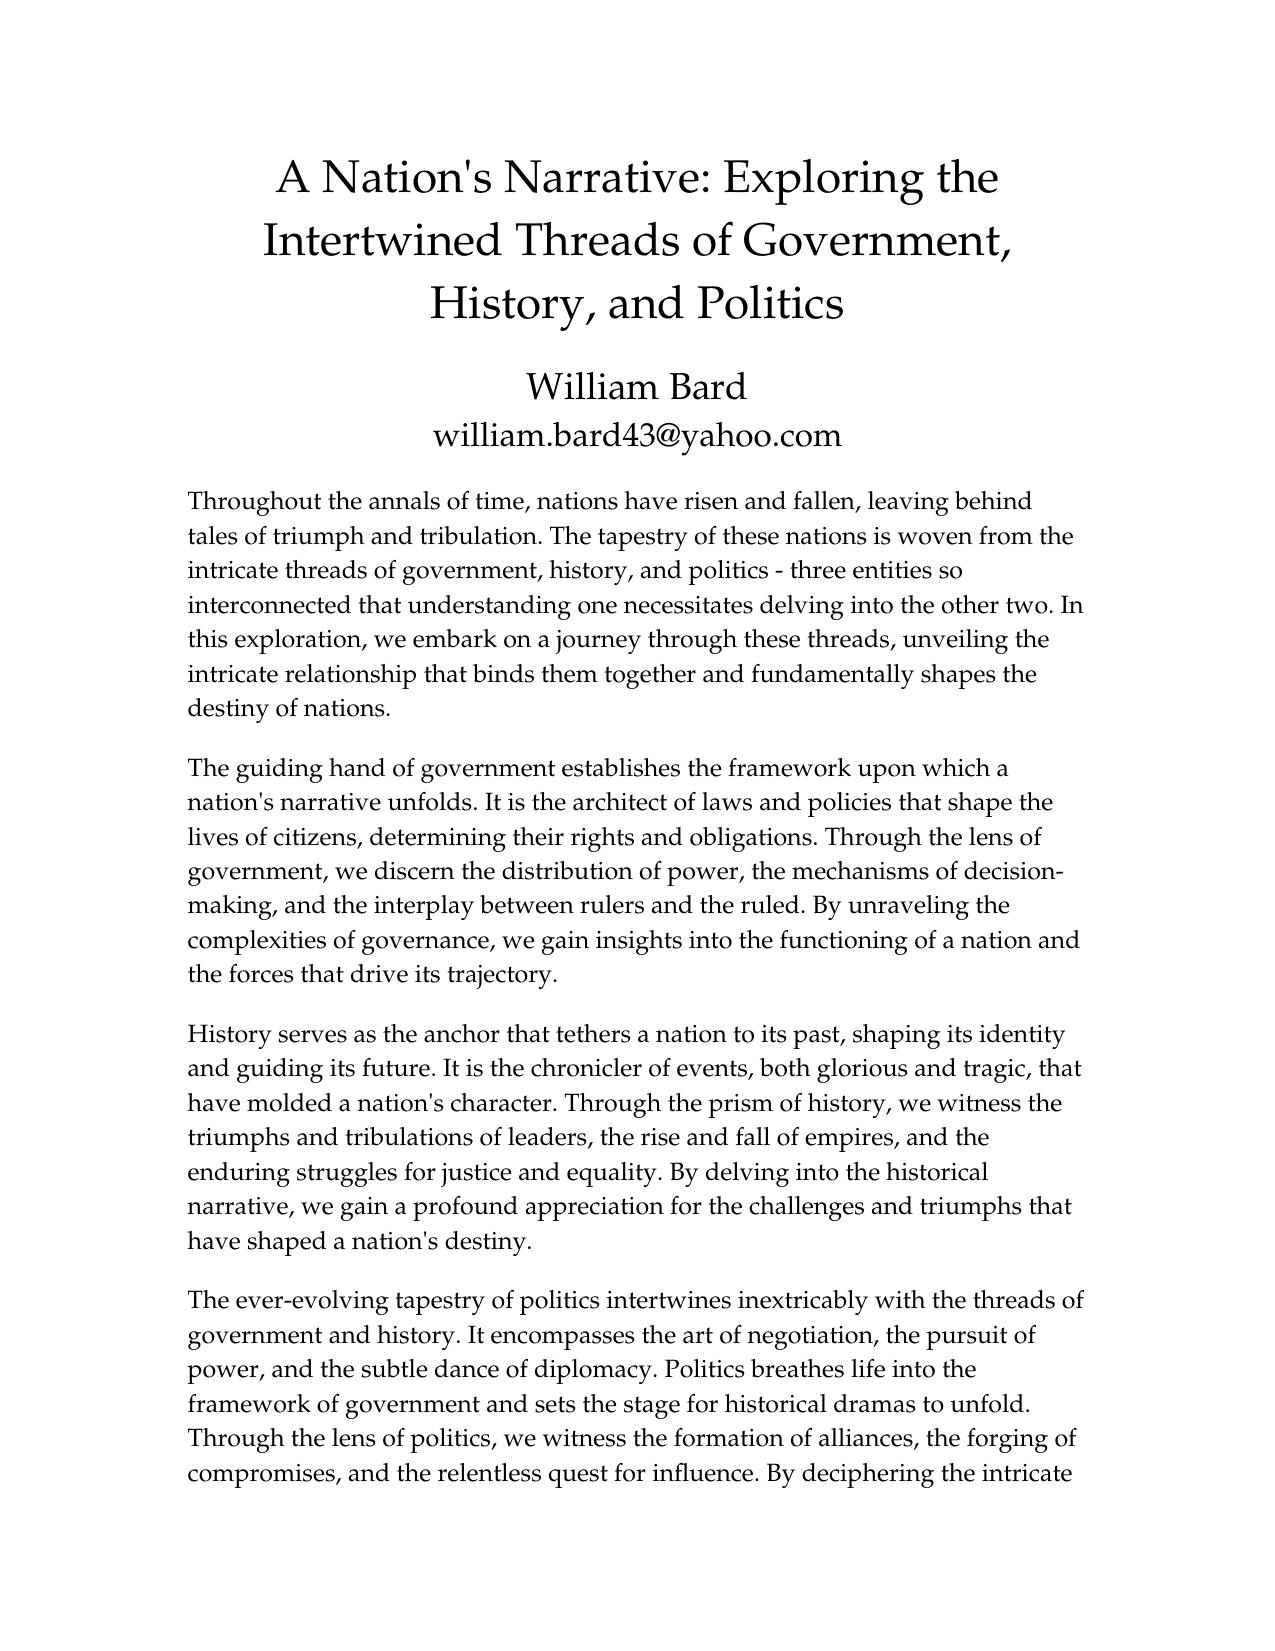 A Nation's Narrative: Exploring the
Intertwined Threads of Government,
History, and Politics
William Bard
william.bard43@yahoo.com
Throughout the annals of time, nations have risen and fallen, leaving behind
tales of triumph and tribulation. The tapestry of these nations is woven from the
intricate threads of government, history, and politics - three entities so
interconnected that understanding one necessitates delving into the other two. In
this exploration, we embark on a journey through these threads, unveiling the
intricate relationship that binds them together and fundamentally shapes the
destiny of nations.
The guiding hand of government establishes the framework upon which a
nation's narrative unfolds. It is the architect of laws and policies that shape the
lives of citizens, determining their rights and obligations. Through the lens of
government, we discern the distribution of power, the mechanisms of decision-
making, and the interplay between rulers and the ruled. By unraveling the
complexities of governance, we gain insights into the functioning of a nation and
the forces that drive its trajectory.
History serves as the anchor that tethers a nation to its past, shaping its identity
and guiding its future. It is the chronicler of events, both glorious and tragic, that
have molded a nation's character. Through the prism of history, we witness the
triumphs and tribulations of leaders, the rise and fall of empires, and the
enduring struggles for justice and equality. By delving into the historical
narrative, we gain a profound appreciation for the challenges and triumphs that
have shaped a nation's destiny.
The ever-evolving tapestry of politics intertwines inextricably with the threads of
government and history. It encompasses the art of negotiation, the pursuit of
power, and the subtle dance of diplomacy. Politics breathes life into the
framework of government and sets the stage for historical dramas to unfold.
Through the lens of politics, we witness the formation of alliances, the forging of
compromises, and the relentless quest for influence. By deciphering the intricate